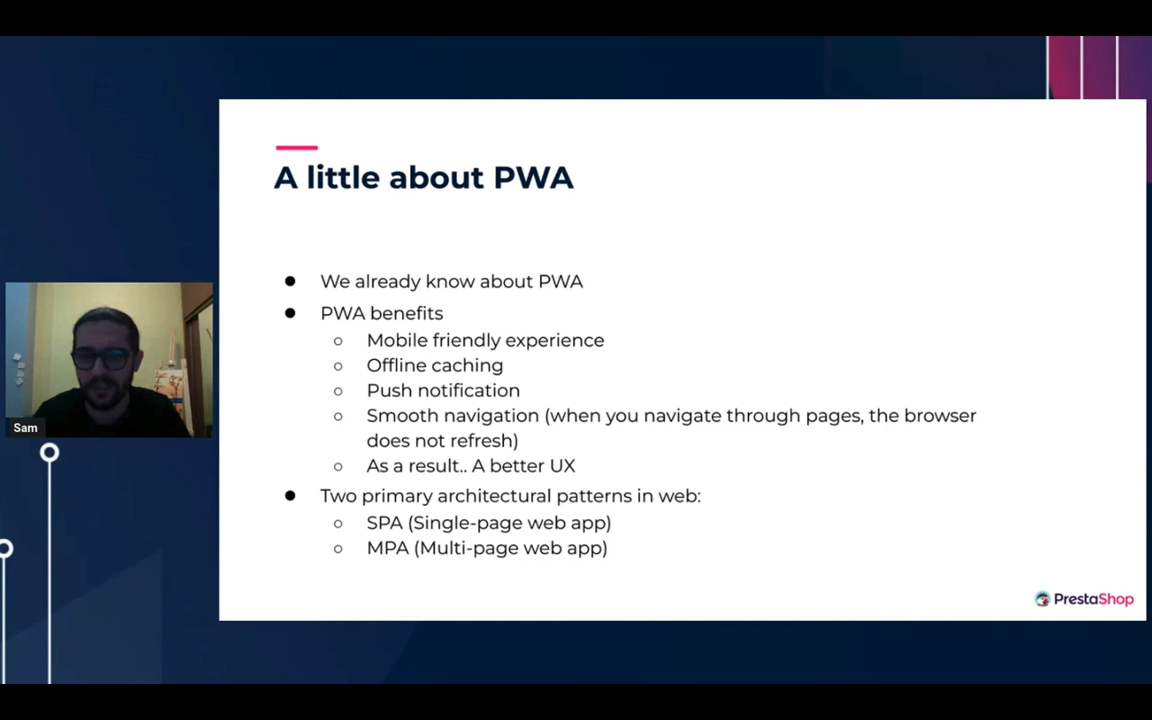 A little about PWA
We already know about PWA
PWA benefits
Mobile friendly experience
Offline caching
Push notification
Smooth navigation (when you navigate through pages, the browser
does not refresh)
As a result.. A better UX
Two primary architectural patterns in web:
SPA (Single-page web app)
MPA (Multi-page web app)
Sam
PrestaShop